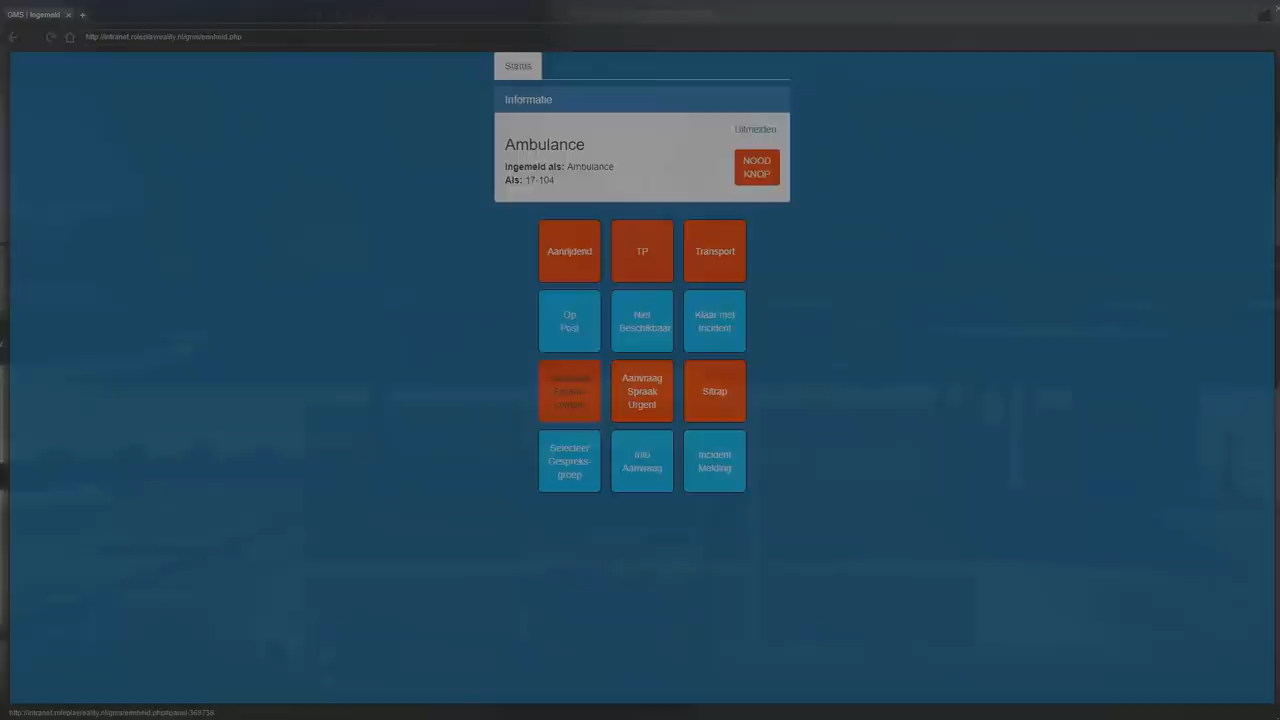 GMS | Ingemeld
http://intranet.roleplayreality.nl/gms/eenheid.php
Status
Informatie
Uitmelden
Ambulance
Ingemeld als: Ambulance
Als: 17-104
NOOD
KNOP
Aanrijdend
TP
Transport
Op
Post
Niet
Beschikbaar
Klaar met
Incident
Aanvraag
Spraak
Urgent
Sitrap
Selecteer
Gespreks-
groep
Info
Aanvraag
Incident
Melding